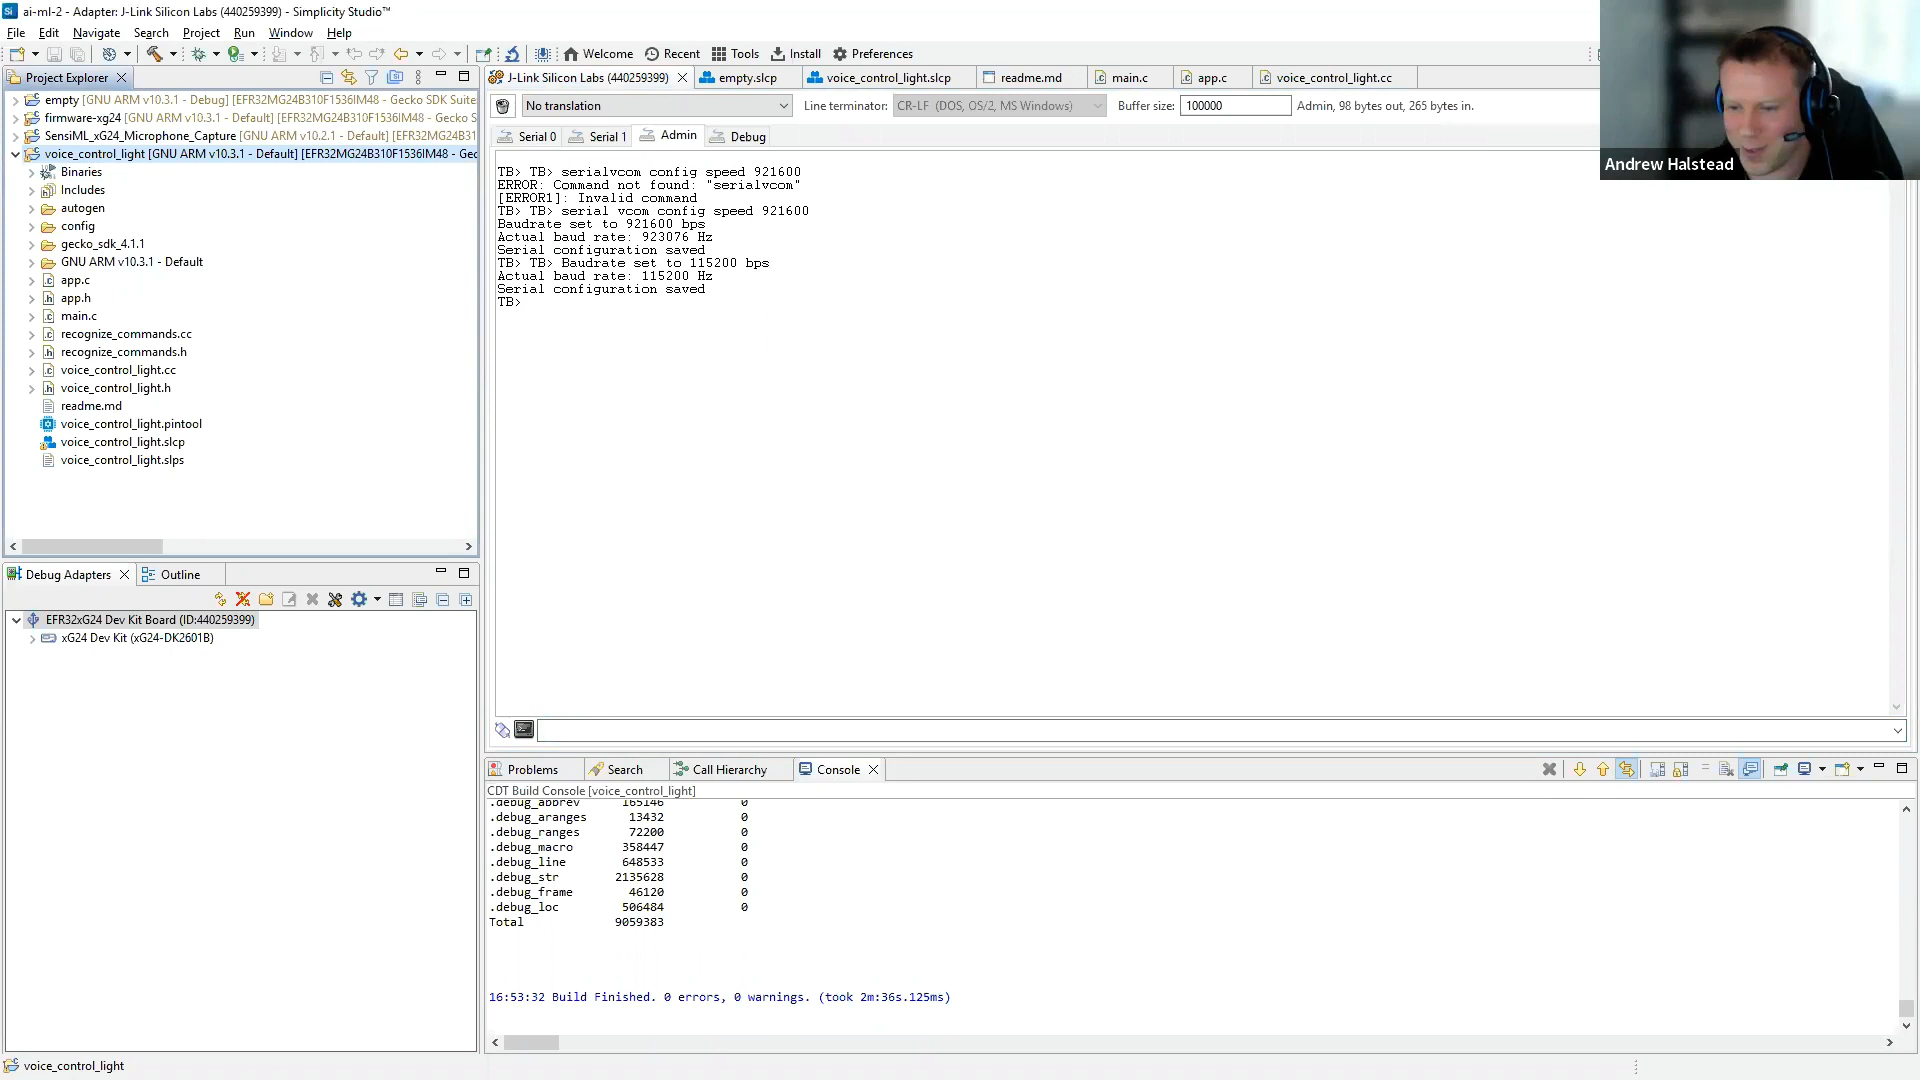 ai-ml-2 - Adapter: J-Link Silicon Labs (440259399) - Simplicity Studio™
File Edit Navigate Search Project Run Window Help
Welcome Recent Tools Install Preferences
Project Explorer
J-Link Silicon Labs (440259399) empty.slcp voice_control_light.slcp readme.md main.c app.c voice_control_light.cc
empty [GNU ARM v10.3.1 - Debug] [EFR32MG24B310F1536IM48 - Gecko SDK Suite:
firmware-xg24 [GNU ARM v10.3.1 - Default] [EFR32MG24B310F1536IM48 - Gecko S
SensiML_xG24_Microphone_Capture [GNU ARM v10.2.1 - Default] [EFR32MG24B31
voice_control_light [GNU ARM v10.3.1 - Default] [EFR32MG24B310F1536IM48 - Gec
Binaries
Includes
autogen
config
gecko_sdk_4.1.1
GNU ARM v10.3.1 - Default
app.c
app.h
main.c
recognize_commands.cc
recognize_commands.h
voice_control_light.cc
voice_control_light.h
readme.md
voice_control_light.pintool
voice_control_light.slcp
voice_control_light.slps
No translation Line terminator: CR-LF (DOS, OS/2, MS Windows) Buffer size: 100000 Admin, 98 bytes out, 265 bytes in.
Serial 0 Serial 1 Admin Debug
TB> TB> serialvcom config speed 921600
ERROR: Command not found: "serialvcom"
[ERROR1]: Invalid command
TB> TB> serial vcom config speed 921600
Baudrate set to 921600 bps
Actual baud rate: 923076 Hz
Serial configuration saved
TB> TB> Baudrate set to 115200 bps
Actual baud rate: 115200 Hz
Serial configuration saved
TB>
Andrew Halstead
Debug Adapters Outline
EFR32xG24 Dev Kit Board (ID:440259399)
xG24 Dev Kit (xG24-DK2601B)
Problems Search Call Hierarchy Console
CDT Build Console [voice_control_light]
.debug_abbrev 165146 0
.debug_aranges 13432 0
.debug_ranges 72200 0
.debug_macro 358447 0
.debug_line 648533 0
.debug_str 2135628 0
.debug_frame 46120 0
.debug_loc 506484 0
Total 9059383
16:53:32 Build Finished. 0 errors, 0 warnings. (took 2m:36s.125ms)
voice_control_light